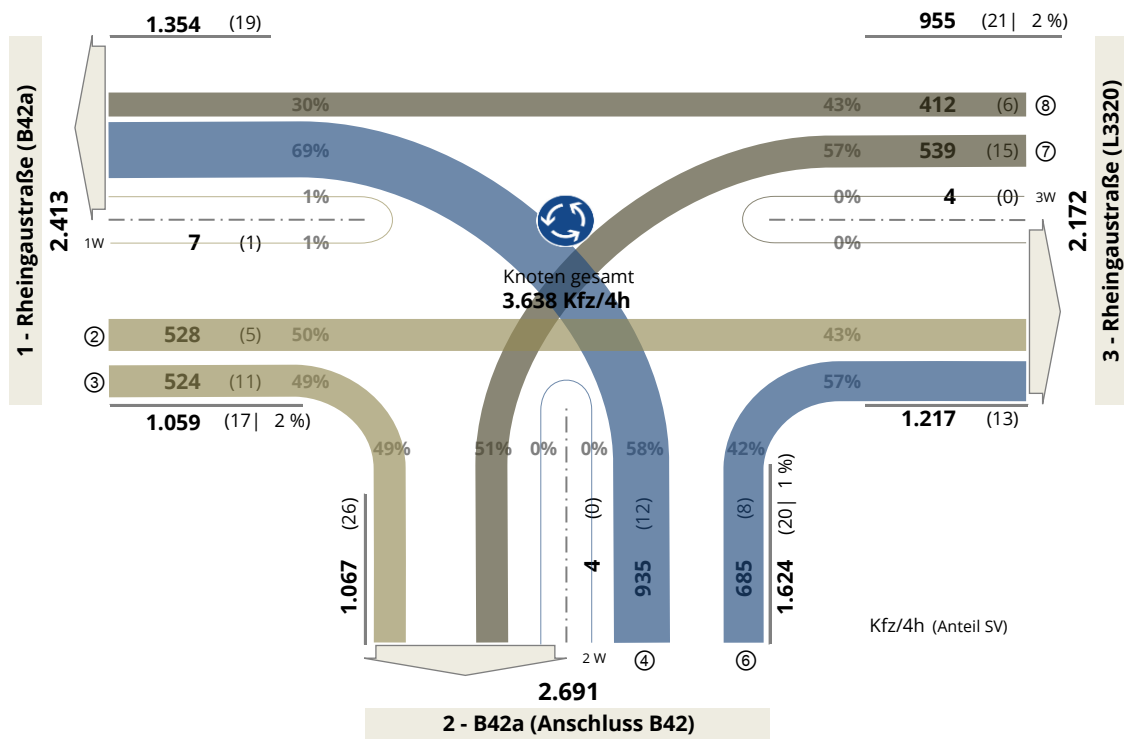 1.354 (19)
955 (21| 2 %)
30%
43% 412 (6) ⑧
69%
57% 539 (15) ⑦
1%
0% 4 (0) 3W
1W 7 (1) 1%
0%
1 - Rheingaustraße (B42a)
2.413
2.172
3 - Rheingaustraße (L3320)
Knoten gesamt
3.638 Kfz/4h
② 528 (5) 50%
43%
③ 524 (11) 49%
57%
1.059 (17| 2 %)
1.217 (13)
49% 51% 0% 0% 58% 42%
1.067 (26)
4 (0)
935 (12)
685 (8)
1.624 (20| 1 %)
Kfz/4h (Anteil SV)
2 W ④ ⑥
2.691
2 - B42a (Anschluss B42)